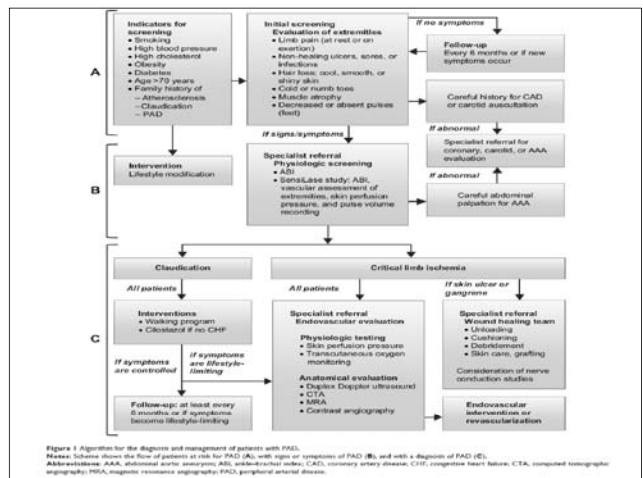 A
Indicators for
screening
• Smoking
• High blood pressure
• High cholesterol
• Obesity
• Diabetes
• Age >70 years
• Family history of
– Atherosclerosis
– Claudication
– PAD
Initial screening
Evaluation of extremities
• Limb pain (at rest or on
exertion)
• Non-healing ulcers, sores, or
infections
• Hair loss; cool, smooth, or
shiny skin
• Cold or numb toes
• Muscle atrophy
• Decreased or absent pulses
(feet)
If no symptoms
Follow-up
Every 6 months or if new
symptoms occur
Careful history for CAD
or carotid auscultation
If abnormal
Specialist referral for
coronary, carotid, or AAA
evaluation
If abnormal
Careful abdominal
palpation for AAA
If signs/symptoms
B
Intervention
Lifestyle modification
Specialist referral
Physiologic screening
• ABI
• SensiLase study: ABI,
vascular assessment of
extremities, skin perfusion
pressure, and pulse volume
recording
C
Claudication
All patients
Interventions
• Walking program
• Cilostazol if no CHF
If symptoms
are controlled
if symptoms
are lifestyle-
limiting
Follow-up: at least every
6 months or if symptoms
become lifestyle-limiting
Critical limb ischemia
All patients
Specialist referral
Endovascular evaluation
Physiologic testing
• Skin perfusion pressure
• Transcutaneous oxygen
monitoring
Anatomical evaluation
• Duplex Doppler ultrasound
• CTA
• MRA
• Contrast angiography
If skin ulcer or
gangrene
Specialist referral
Wound healing team
• Unloading
• Cushioning
• Debridement
• Skin care, grafting
Consideration of nerve
conduction studies
Endovascular
intervention or
revascularization
Figure 1 Algorithm for the diagnosis and management of patients with PAD.
Notes: Scheme shows the flow of patients at risk for PAD (A), with signs or symptoms of PAD (B), and with a diagnosis of PAD (C).
Abbreviations: AAA, abdominal aortic aneurysm; ABI, ankle-brachial index; CAD, coronary artery disease; CHF, congestive heart failure; CTA, computed tomographic
angiography; MRA, magnetic resonance angiography; PAD, peripheral arterial disease.